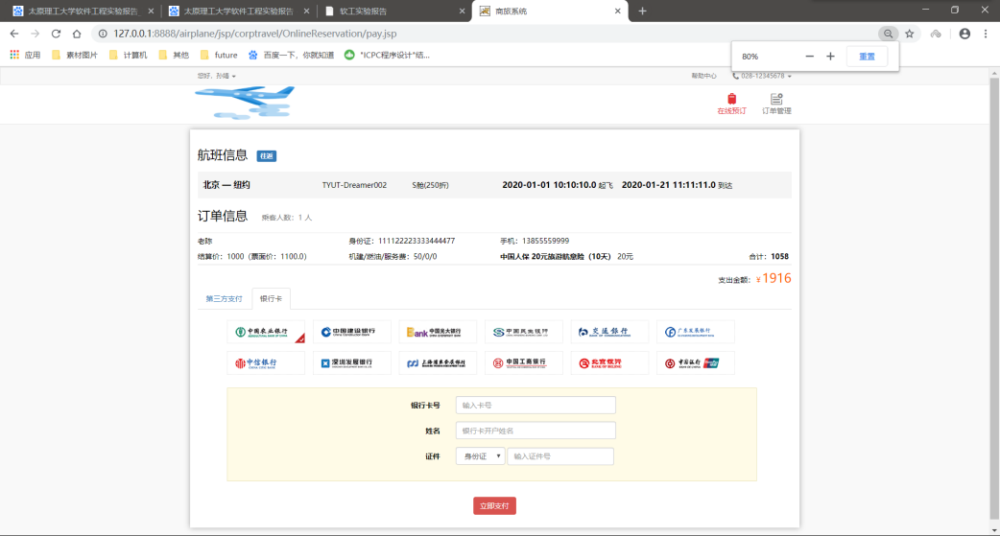 太原理工大学软件工程实验报告
太原理工大学软件工程实验报告
软工实验报告
商旅系统
127.0.0.1:8888/airplane/jsp/corptravel/OnlineReservation/pay.jsp
应用 素材图片 计算机 其他 future 百度一下，你就知道 "ICPC程序设计"结...
80% 重置
您好，孙靖
帮助中心 028-12345678
在线预订 订单管理
航班信息 往返
北京 — 纽约 TYUT-Dreamer002 S舱(250折) 2020-01-01 10:10:10.0 起飞 2020-01-21 11:11:11.0 到达
订单信息 乘客人数：1 人
老陈 身份证：111122223333444477 手机：13855559999
结算价：1000（票面价：1100.0） 机建/燃油/服务费：50/0/0 中国人保 20元旅游航意险（10天） 20元 合计：1058
支出金额：¥1916
第三方支付 银行卡
中国农业银行 中国建设银行 Bank 中国光大银行 中国民生银行 交通银行 广东发展银行
中信银行 深圳发展银行 上海浦东发展银行 中国工商银行 北京银行 中国银行
银行卡号 输入卡号
姓名 银行卡开户姓名
证件 身份证 输入证件号
立即支付